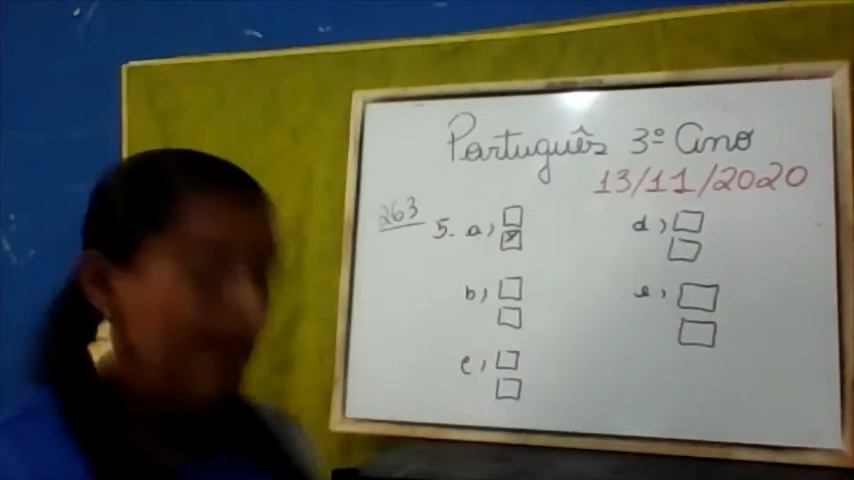 Português 3º Ano
13/11/2020
263
5. a) ☐
☒
b) ☐
☐
c) ☐
☐
d) ☐
☐
e) ☐
☐